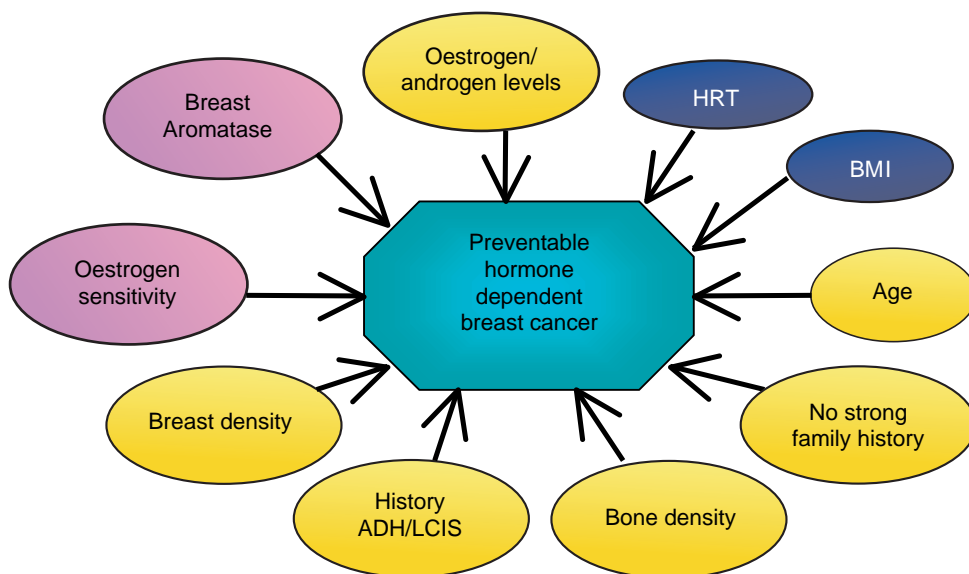 Oestrogen/
androgen levels
HRT
Breast
Aromatase
BMI
Preventable
hormone
dependent
breast cancer
Oestrogen
sensitivity
Age
Breast density
No strong
family history
History
ADH/LCIS
Bone density